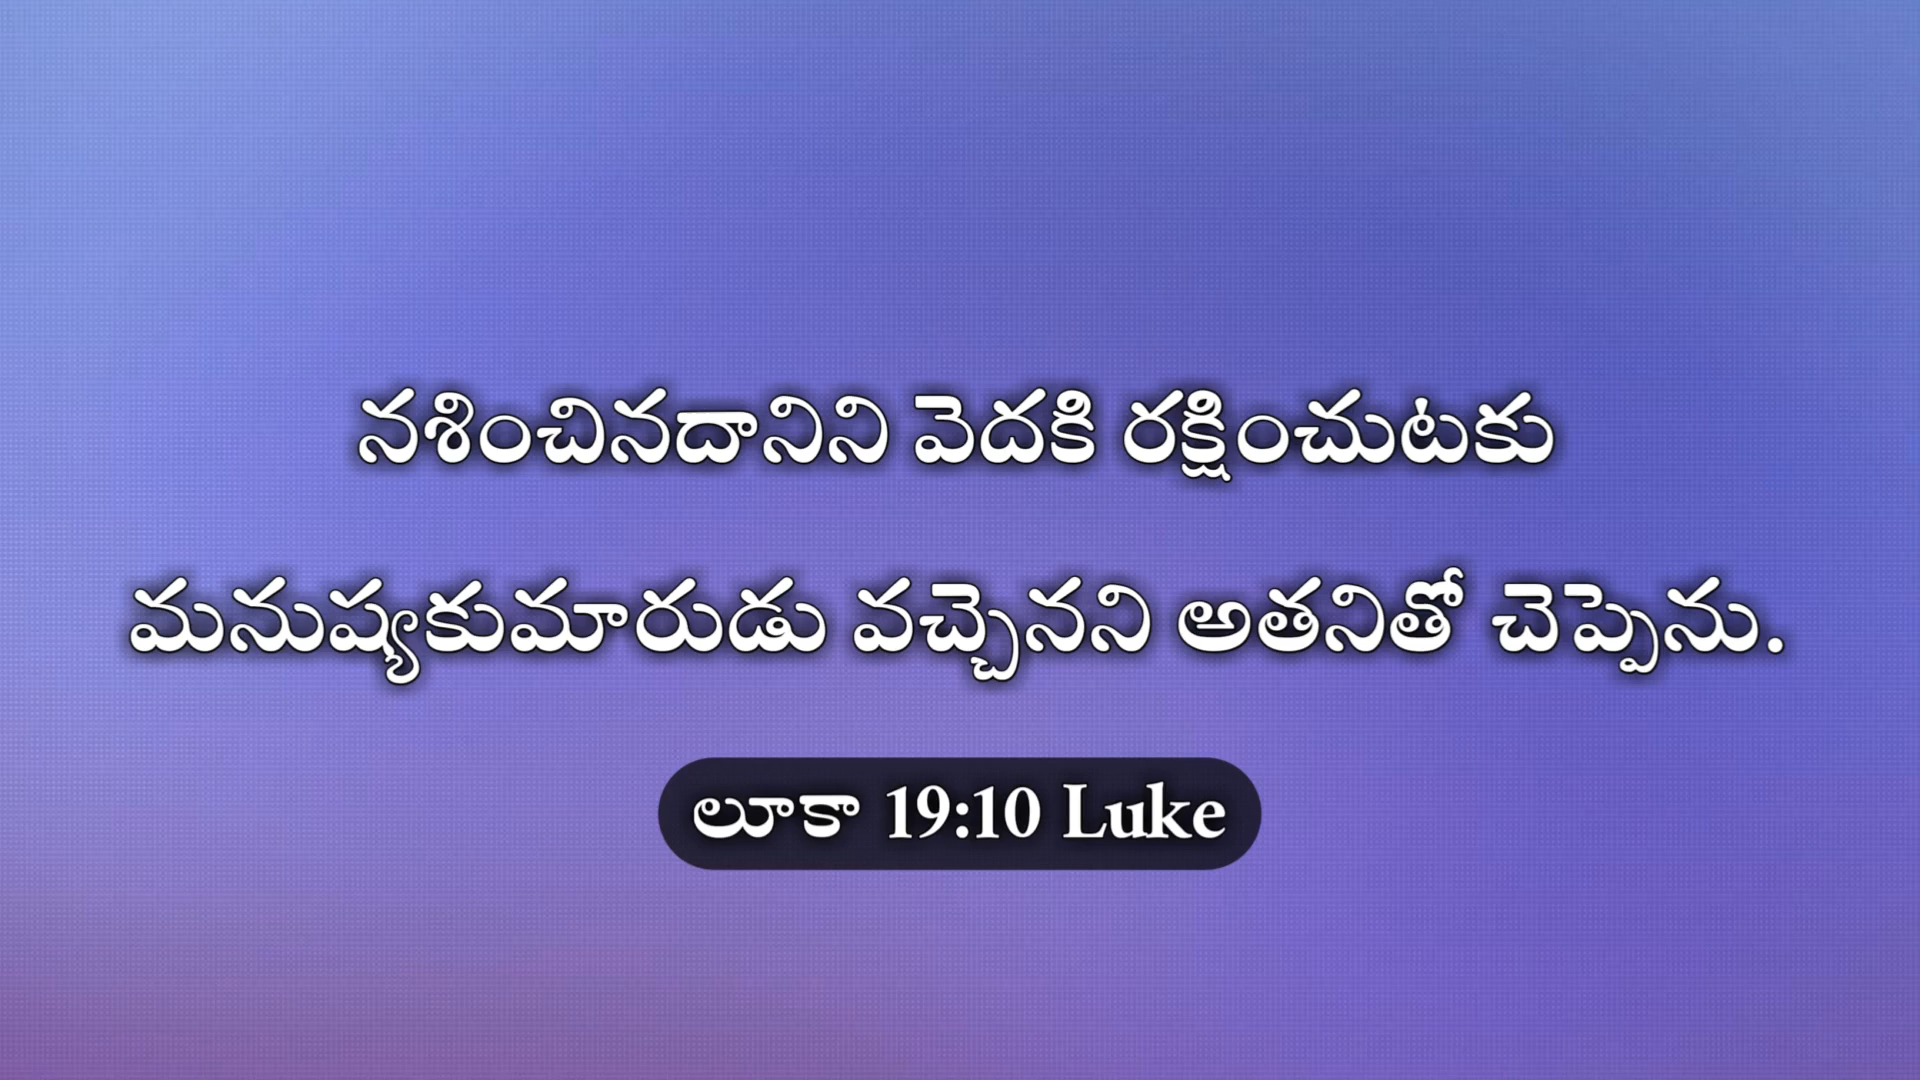 నశించినదానిని వెదకి రక్షించుటకు
మనుష్యకుమారుడు వచ్చెనని అతనితో చెప్పెను.
లూకా 19:10 Luke